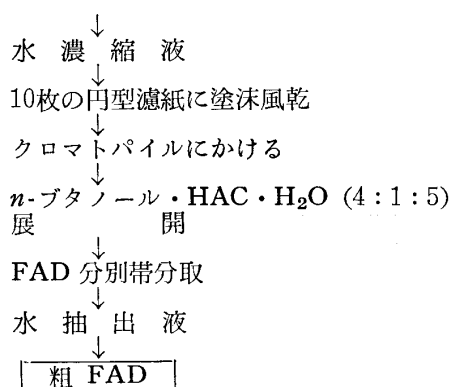 ↓
水濃縮液
↓
10枚の円型濾紙に塗沫風乾
↓
クロマトパイルにかける
↓
n-ブタノール・HAC・H₂O (4:1:5)
展開
↓
FAD 分別帯分取
↓
水抽出液
↓
粗 FAD